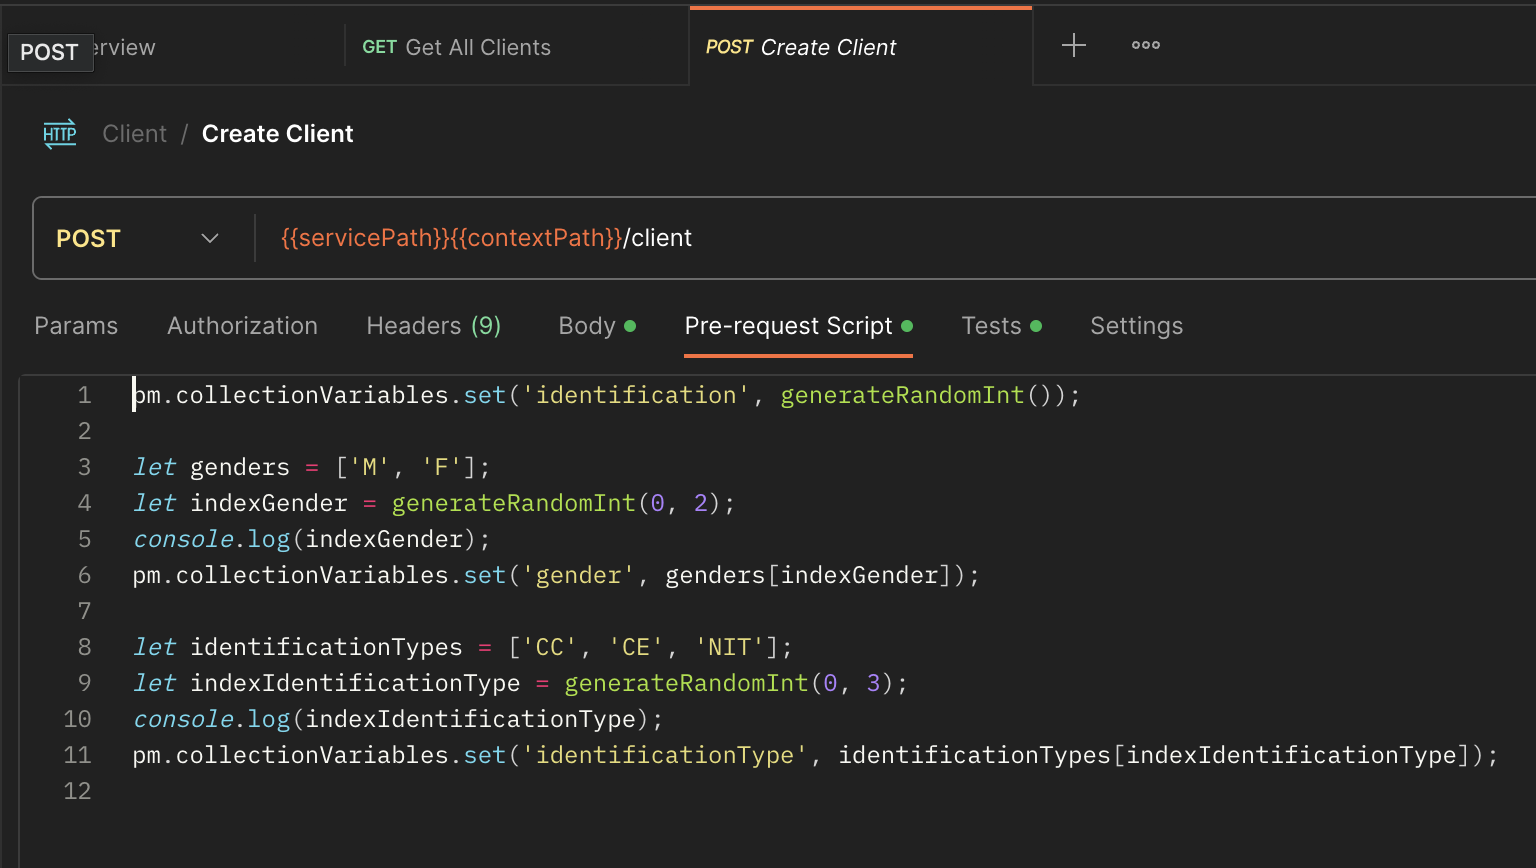 POST erview GET Get All Clients POST Create Client
HTTP Client / Create Client
POST {{servicePath}}{{contextPath}}/client
Params Authorization Headers (9) Body Pre-request Script Tests Settings
1 pm.collectionVariables.set('identification', generateRandomInt());
2
3 let genders = ['M', 'F'];
4 let indexGender = generateRandomInt(0, 2);
5 console.log(indexGender);
6 pm.collectionVariables.set('gender', genders[indexGender]);
7
8 let identificationTypes = ['CC', 'CE', 'NIT'];
9 let indexIdentificationType = generateRandomInt(0, 3);
10 console.log(indexIdentificationType);
11 pm.collectionVariables.set('identificationType', identificationTypes[indexIdentificationType]);
12